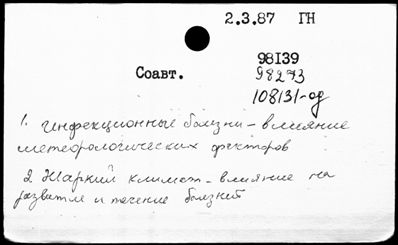 2.3.87 ГН
98139
Соавт.
98273
108131-од
1. Инфекционные болезни - влияние
метеорологических факторов
2. Жаркий климат - влияние на
развитие и течение болезней